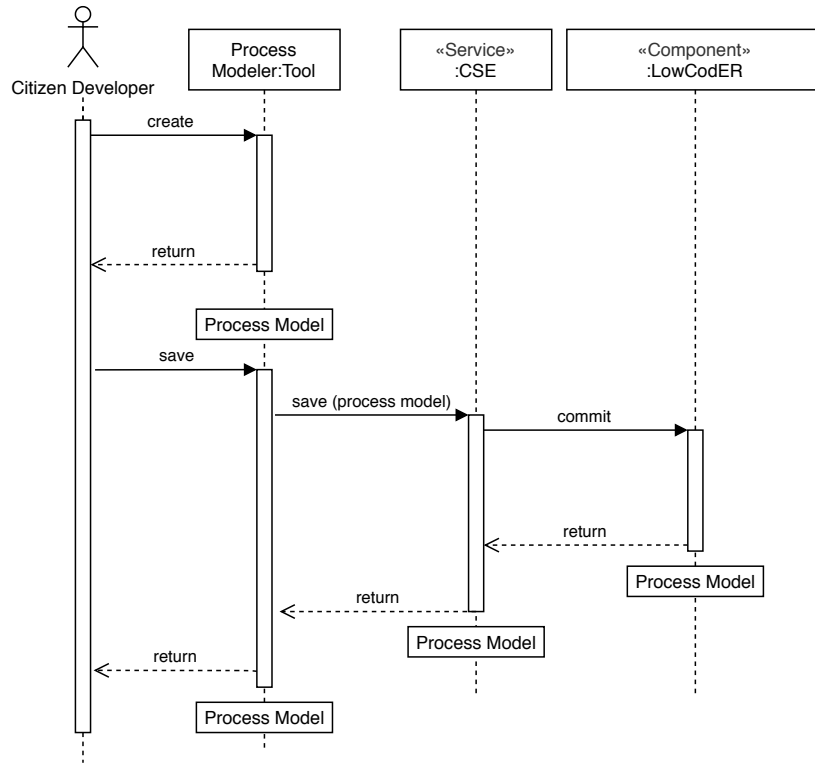 Citizen Developer
Process
Modeler:Tool
«Service»
:CSE
«Component»
:LowCodER
create
return
Process Model
save
save (process model)
commit
return
Process Model
return
Process Model
return
Process Model